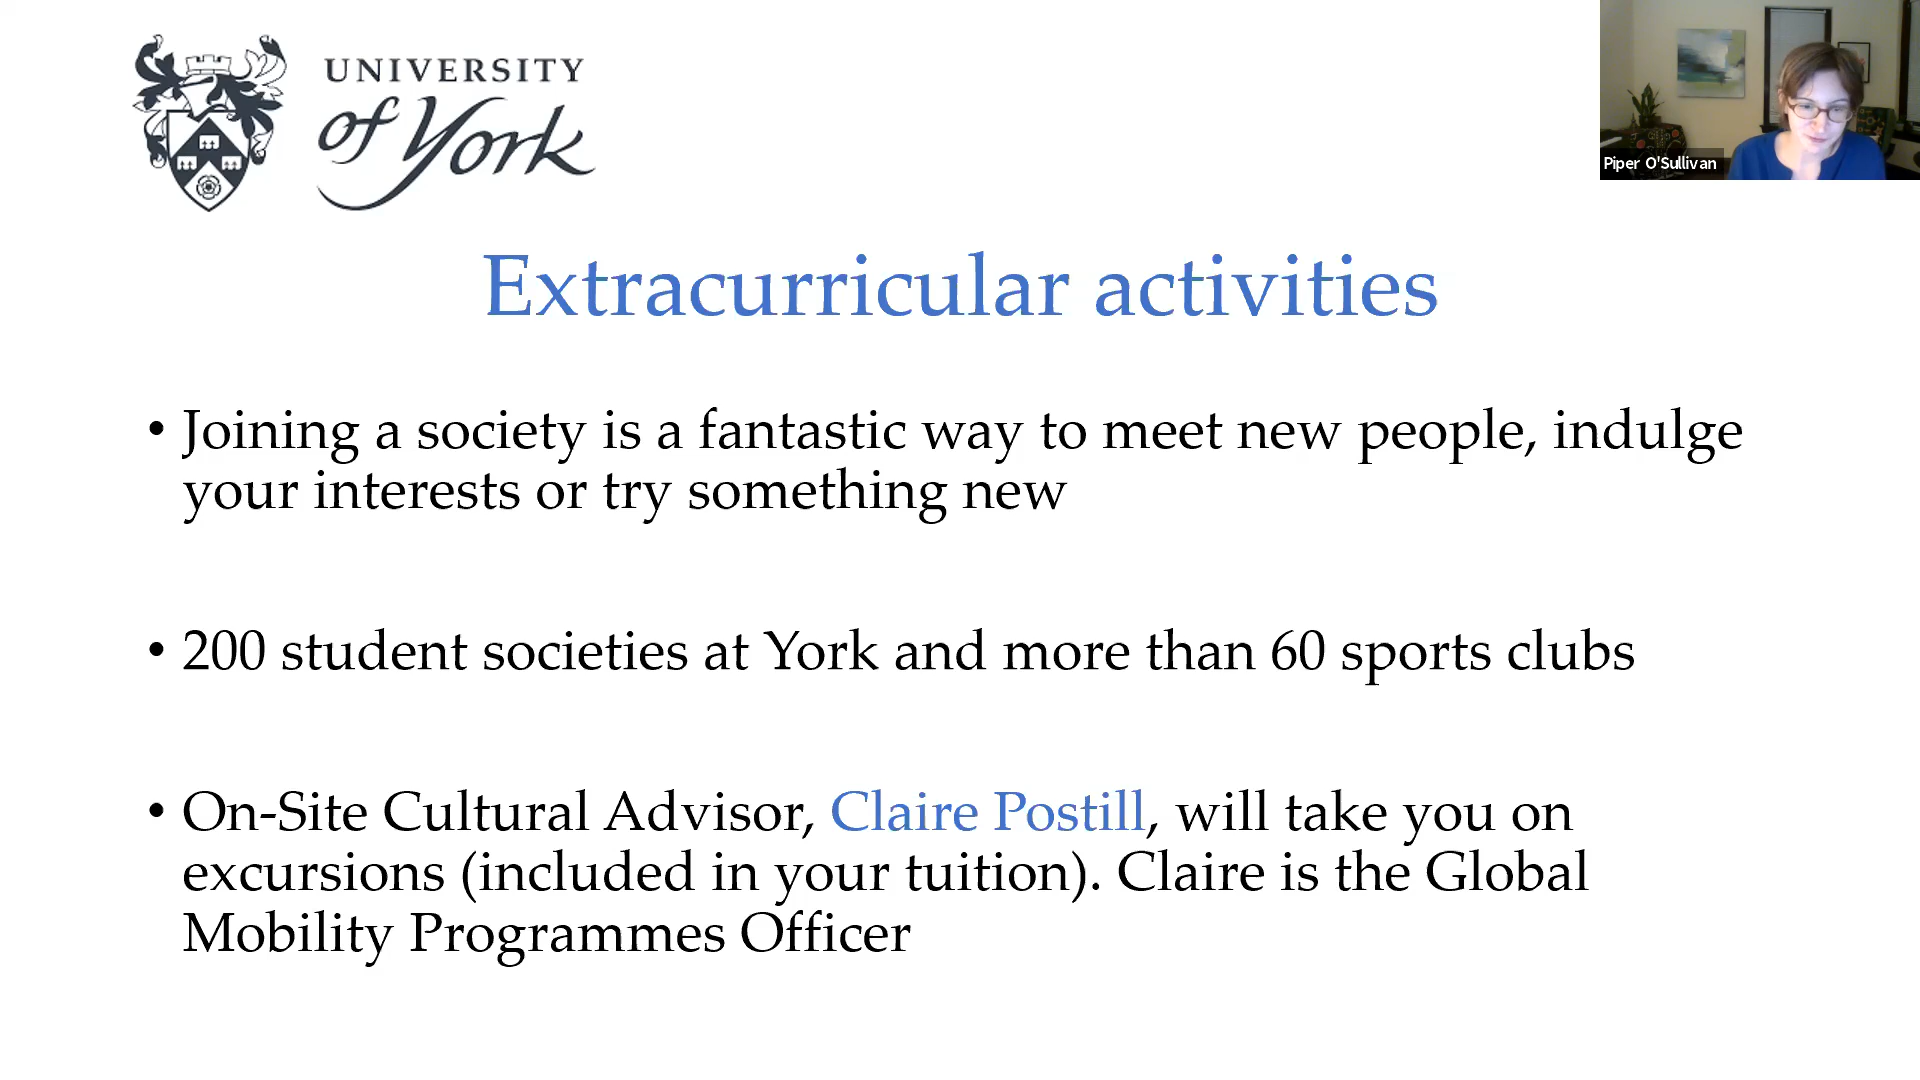 UNIVERSITY
of York
Piper O'Sullivan
Extracurricular activities
• Joining a society is a fantastic way to meet new people, indulge
your interests or try something new
• 200 student societies at York and more than 60 sports clubs
• On-Site Cultural Advisor, Claire Postill, will take you on
excursions (included in your tuition). Claire is the Global
Mobility Programmes Officer